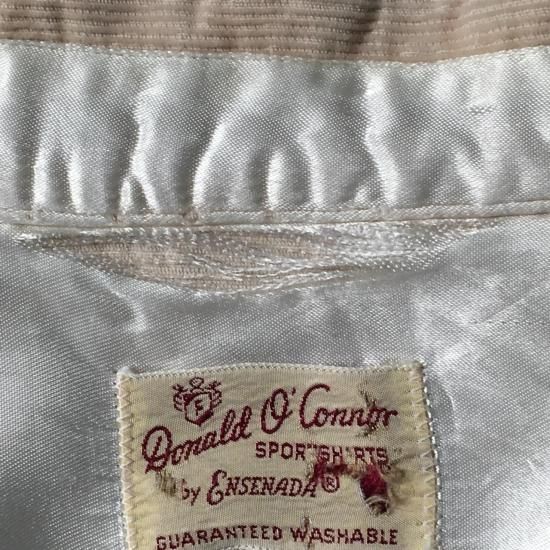 E
Donald O'Connor
SPORTSHIRTS
by ENSENADA®
GUARANTEED WASHABLE